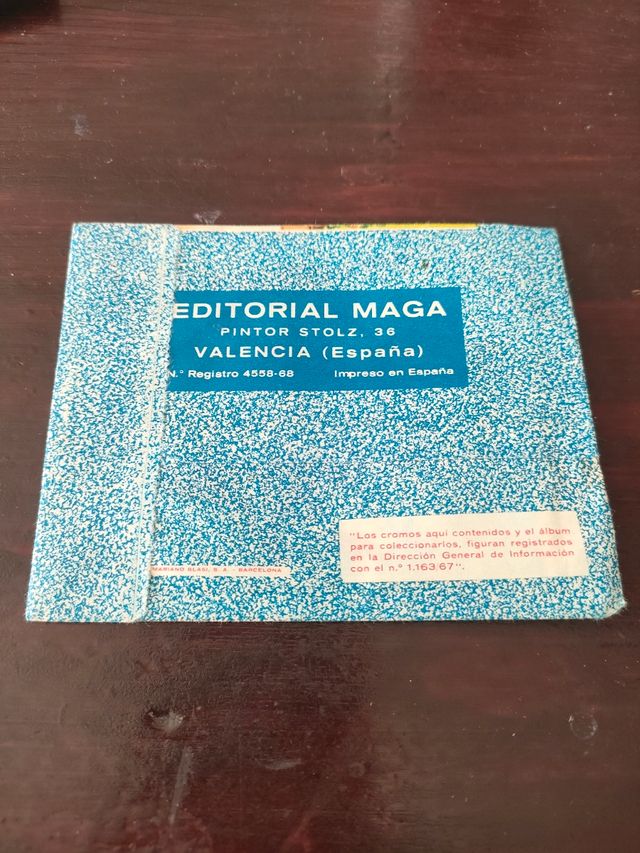 EDITORIAL MAGA
PINTOR STOLZ, 36
VALENCIA (España)
N.° Registro 4558-68 Impreso en España
"Los cromos aquí contenidos y el álbum
para coleccionarlos, figuran registrados
en la Dirección General de Información
con el n.° 1.163/67".
MARIANO BLASI, S. A. - BARCELONA